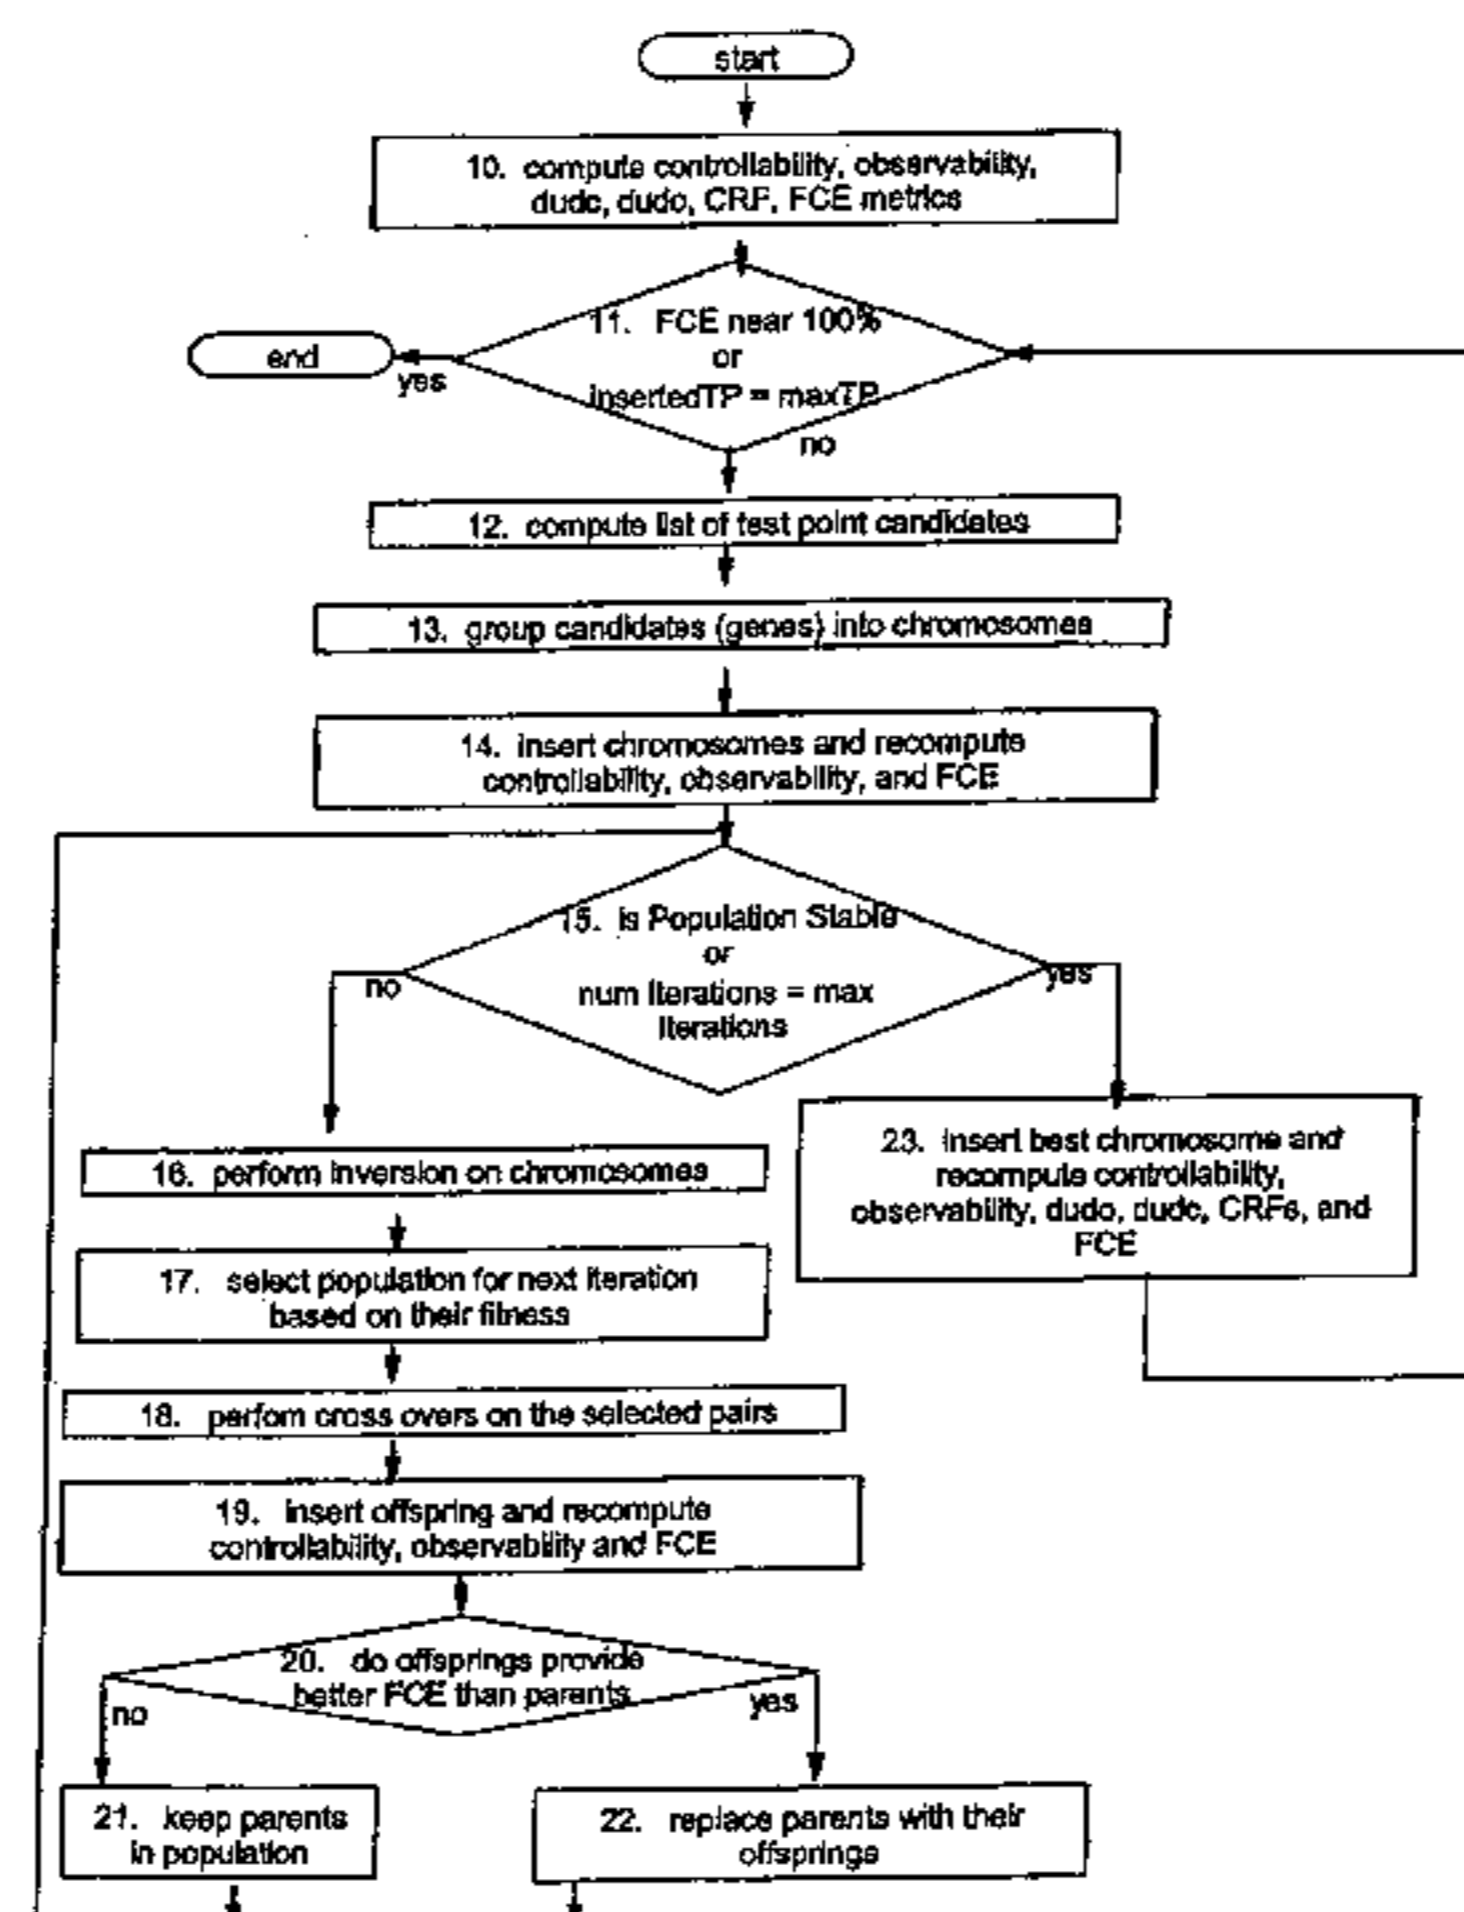 start
10. compute controllability, observability,
dudc, dudo, CRF, FCE metrics
11. FCE near 100%
or
insertedTP = maxTP
end
yes
no
12. compute list of test point candidates
13. group candidates (genes) into chromosomes
14. insert chromosomes and recompute
controllability, observability, and FCE
15. is Population Stable
or
num Iterations = max
Iterations
no
yes
16. perform inversion on chromosomes
23. insert best chromosome and
recompute controllability,
observability, dudo, dudc, CRFs, and
FCE
17. select population for next iteration
based on their fitness
18. perfom cross overs on the selected pairs
19. insert offspring and recompute
controllability, observability and FCE
20. do offsprings provide
better FCE than parents
no
yes
21. keep parents
in population
22. replace parents with their
offsprings